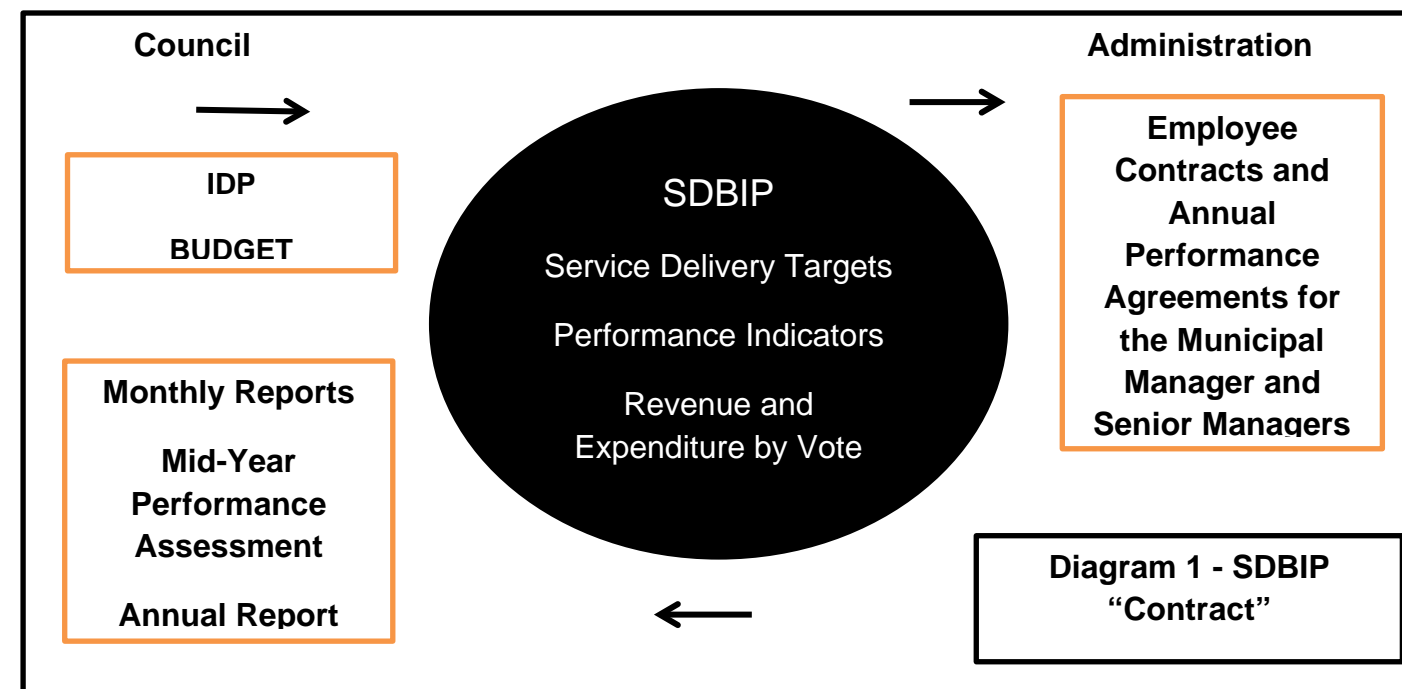 Council
Administration
IDP
BUDGET
Monthly Reports
Mid-Year
Performance
Assessment
Annual Report
SDBIP
Service Delivery Targets
Performance Indicators
Revenue and
Expenditure by Vote
Employee
Contracts and
Annual
Performance
Agreements for
the Municipal
Manager and
Senior Managers
Diagram 1 - SDBIP
“Contract”